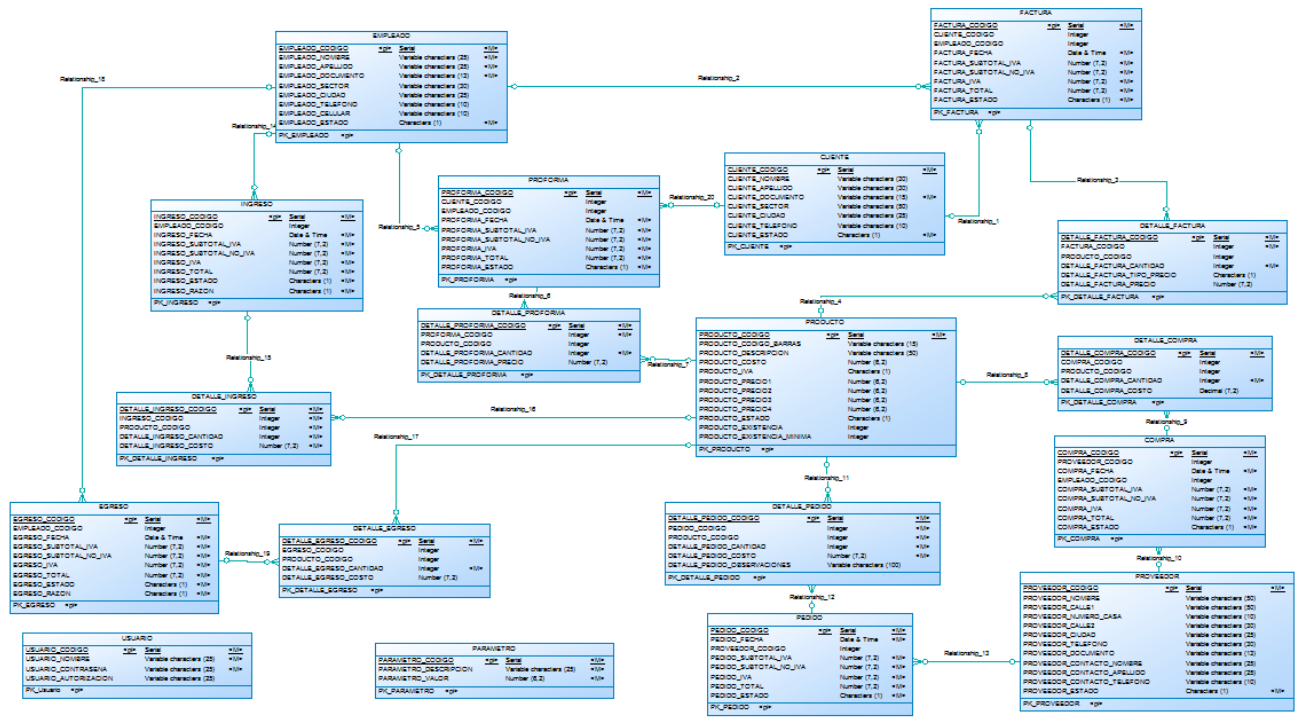 FACTURA
FACTURA_CODIGO <pi> Serial <M>
CLIENTE_CODIGO Integer
EMPLEADO_CODIGO Integer
FACTURA_FECHA Date & Time <M>
FACTURA_SUBTOTAL_IVA Number (7,2) <M>
FACTURA_SUBTOTAL_NO_IVA Number (7,2) <M>
FACTURA_IVA Number (7,2) <M>
FACTURA_TOTAL Number (7,2) <M>
FACTURA_ESTADO Characters (1) <M>
PK_FACTURA <pi>
EMPLEADO
EMPLEADO_CODIGO <pi> Serial <M>
EMPLEADO_NOMBRE Variable characters (25) <M>
EMPLEADO_APELLIDO Variable characters (25) <M>
EMPLEADO_DOCUMENTO Variable characters (13) <M>
EMPLEADO_SECTOR Variable characters (30)
EMPLEADO_CIUDAD Variable characters (25)
EMPLEADO_TELEFONO Variable characters (10)
EMPLEADO_CELULAR Variable characters (10)
EMPLEADO_ESTADO Characters (1) <M>
PK_EMPLEADO <pi>
Relationship_18
Relationship_2
Relationship_14
CLIENTE
CLIENTE_CODIGO <pi> Serial <M>
CLIENTE_NOMBRE Variable characters (30)
CLIENTE_APELLIDO Variable characters (30)
CLIENTE_DOCUMENTO Variable characters (15) <M>
CLIENTE_SECTOR Variable characters (50)
CLIENTE_CIUDAD Variable characters (25)
CLIENTE_TELEFONO Variable characters (10)
CLIENTE_ESTADO Characters (1) <M>
PK_CLIENTE <pi>
PROFORMA
PROFORMA_CODIGO <pi> Serial <M>
CLIENTE_CODIGO Integer
EMPLEADO_CODIGO Integer
PROFORMA_FECHA Date & Time <M>
PROFORMA_SUBTOTAL_IVA Number (7,2) <M>
PROFORMA_SUBTOTAL_NO_IVA Number (7,2) <M>
PROFORMA_IVA Number (7,2) <M>
PROFORMA_TOTAL Number (7,2) <M>
PROFORMA_ESTADO Characters (1) <M>
PK_PROFORMA <pi>
Relationship_20
Relationship_3
Relationship_1
Relationship_5
INGRESO
INGRESO_CODIGO <pi> Serial <M>
EMPLEADO_CODIGO Integer
INGRESO_FECHA Date & Time <M>
INGRESO_SUBTOTAL_IVA Number (7,2) <M>
INGRESO_SUBTOTAL_NO_IVA Number (7,2) <M>
INGRESO_IVA Number (7,2) <M>
INGRESO_TOTAL Number (7,2) <M>
INGRESO_ESTADO Characters (1) <M>
INGRESO_RAZON Characters (1) <M>
PK_INGRESO <pi>
DETALLE_FACTURA
DETALLE_FACTURA_CODIGO <pi> Serial <M>
FACTURA_CODIGO Integer <M>
PRODUCTO_CODIGO Integer
DETALLE_FACTURA_CANTIDAD Integer <M>
DETALLE_FACTURA_TIPO_PRECIO Characters (1)
DETALLE_FACTURA_PRECIO Number (7,2)
PK_DETALLE_FACTURA <pi>
Relationship_6
Relationship_4
DETALLE_PROFORMA
DETALLE_PROFORMA_CODIGO <pi> Serial <M>
PROFORMA_CODIGO Integer <M>
PRODUCTO_CODIGO Integer
DETALLE_PROFORMA_CANTIDAD Integer <M>
DETALLE_PROFORMA_PRECIO Number (7,2)
PK_DETALLE_PROFORMA <pi>
Relationship_7
PRODUCTO
PRODUCTO_CODIGO <pi> Serial <M>
PRODUCTO_CODIGO_BARRAS Variable characters (15)
PRODUCTO_DESCRIPCION Variable characters (50)
PRODUCTO_COSTO Number (6,2)
PRODUCTO_IVA Characters (1)
PRODUCTO_PRECIO1 Number (6,2)
PRODUCTO_PRECIO2 Number (6,2)
PRODUCTO_PRECIO3 Number (6,2)
PRODUCTO_PRECIO4 Number (6,2)
PRODUCTO_ESTADO Characters (1)
PRODUCTO_EXISTENCIA Integer
PRODUCTO_EXISTENCIA_MINIMA Integer
PK_PRODUCTO <pi>
DETALLE_COMPRA
DETALLE_COMPRA_CODIGO <pi> Serial <M>
COMPRA_CODIGO Integer <M>
PRODUCTO_CODIGO Integer
DETALLE_COMPRA_CANTIDAD Integer <M>
DETALLE_COMPRA_COSTO Decimal (7,2)
PK_DETALLE_COMPRA <pi>
Relationship_8
Relationship_15
Relationship_9
Relationship_16
Relationship_17
DETALLE_INGRESO
DETALLE_INGRESO_CODIGO <pi> Serial <M>
INGRESO_CODIGO Integer <M>
PRODUCTO_CODIGO Integer <M>
DETALLE_INGRESO_CANTIDAD Integer <M>
DETALLE_INGRESO_COSTO Number (7,2) <M>
PK_DETALLE_INGRESO <pi>
COMPRA
COMPRA_CODIGO <pi> Serial <M>
PROVEEDOR_CODIGO Integer
COMPRA_FECHA Date & Time <M>
EMPLEADO_CODIGO Integer
COMPRA_SUBTOTAL_IVA Number (7,2) <M>
COMPRA_SUBTOTAL_NO_IVA Number (7,2) <M>
COMPRA_IVA Number (7,2) <M>
COMPRA_TOTAL Number (7,2) <M>
COMPRA_ESTADO Characters (1) <M>
PK_COMPRA <pi>
Relationship_11
Relationship_10
EGRESO
EGRESO_CODIGO <pi> Serial <M>
EMPLEADO_CODIGO Integer
EGRESO_FECHA Date & Time <M>
EGRESO_SUBTOTAL_IVA Number (7,2) <M>
EGRESO_SUBTOTAL_NO_IVA Number (7,2) <M>
EGRESO_IVA Number (7,2) <M>
EGRESO_TOTAL Number (7,2) <M>
EGRESO_ESTADO Characters (1) <M>
EGRESO_RAZON Characters (1) <M>
PK_EGRESO <pi>
Relationship_19
DETALLE_EGRESO
DETALLE_EGRESO_CODIGO <pi> Serial <M>
EGRESO_CODIGO Integer
PRODUCTO_CODIGO Integer
DETALLE_EGRESO_CANTIDAD Integer <M>
DETALLE_EGRESO_COSTO Number (7,2)
PK_DETALLE_EGRESO <pi>
DETALLE_PEDIDO
DETALLE_PEDIDO_CODIGO <pi> Serial <M>
PEDIDO_CODIGO Integer <M>
PRODUCTO_CODIGO Integer
DETALLE_PEDIDO_CANTIDAD Integer <M>
DETALLE_PEDIDO_COSTO Number (7,2) <M>
DETALLE_PEDIDO_OBSERVACIONES Variable characters (100)
PK_DETALLE_PEDIDO <pi>
Relationship_12
PROVEEDOR
PROVEEDOR_CODIGO <pi> Serial <M>
PROVEEDOR_NOMBRE Variable characters (50)
PROVEEDOR_CALLE1 Variable characters (50)
PROVEEDOR_NUMERO_CASA Variable characters (10)
PROVEEDOR_CALLE2 Variable characters (30)
PROVEEDOR_CIUDAD Variable characters (25)
PROVEEDOR_TELEFONO Variable characters (30)
PROVEEDOR_DOCUMENTO Variable characters (13)
PROVEEDOR_CONTACTO_NOMBRE Variable characters (25)
PROVEEDOR_CONTACTO_APELLIDO Variable characters (25)
PROVEEDOR_CONTACTO_TELEFONO Variable characters (10)
PROVEEDOR_ESTADO Characters (1) <M>
PK_PROVEEDOR <pi>
PEDIDO
PEDIDO_CODIGO <pi> Serial <M>
PEDIDO_FECHA Date & Time <M>
PROVEEDOR_CODIGO Integer
PEDIDO_SUBTOTAL_IVA Number (7,2) <M>
PEDIDO_SUBTOTAL_NO_IVA Number (7,2) <M>
PEDIDO_IVA Number (7,2) <M>
PEDIDO_TOTAL Number (7,2) <M>
PEDIDO_ESTADO Characters (1) <M>
PK_PEDIDO <pi>
Relationship_13
USUARIO
USUARIO_CODIGO <pi> Serial <M>
USUARIO_NOMBRE Variable characters (25) <M>
USUARIO_CONTRASENA Variable characters (25) <M>
USUARIO_AUTORIZACION Variable characters (25)
PK_Usuario <pi>
PARAMETRO
PARAMETRO_CODIGO <pi> Serial <M>
PARAMETRO_DESCRIPCION Variable characters (25) <M>
PARAMETRO_VALOR Number (6,2) <M>
PK_PARAMETRO <pi>